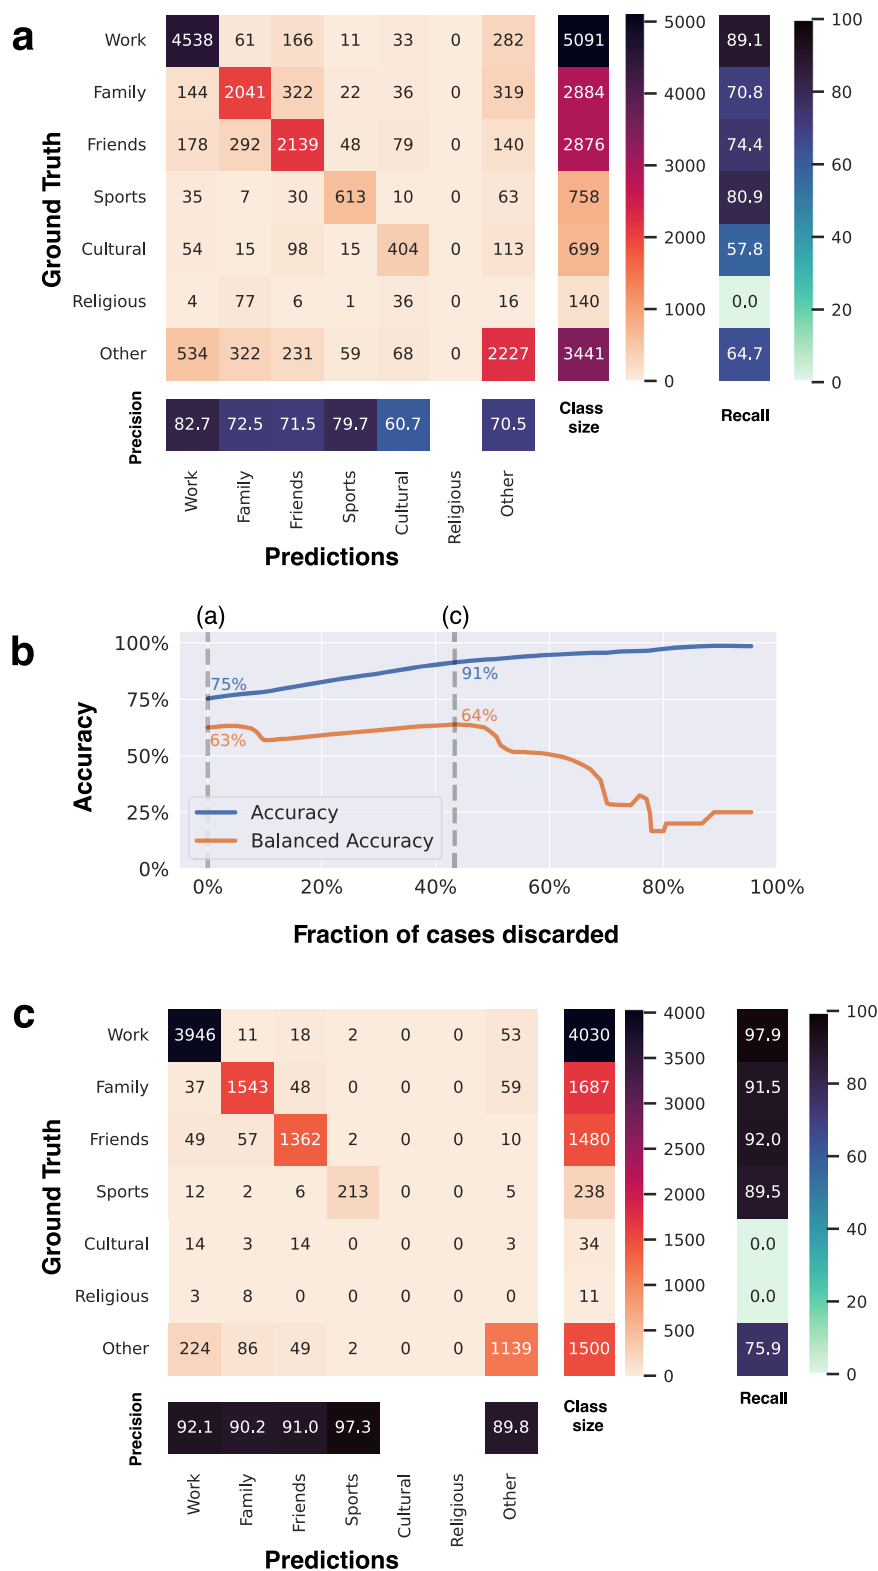 a
Ground Truth
Work 4538 61 166 11 33 0 282 5091 89.1
Family 144 2041 322 22 36 0 319 2884 70.8
Friends 178 292 2139 48 79 0 140 2876 74.4
Sports 35 7 30 613 10 0 63 758 80.9
Cultural 54 15 98 15 404 0 113 699 57.8
Religious 4 77 6 1 36 0 16 140 0.0
Other 534 322 231 59 68 0 2227 3441 64.7
5000
4000
3000
2000
1000
0
100
80
60
40
20
0
Precision 82.7 72.5 71.5 79.7 60.7 70.5
Class
size
Recall
Work Family Friends Sports Cultural Religious Other
Predictions
b
(a) (c)
Accuracy
100%
75%
50%
25%
0%
75%
63%
91%
64%
Accuracy
Balanced Accuracy
0% 20% 40% 60% 80% 100%
Fraction of cases discarded
c
Ground Truth
Work 3946 11 18 2 0 0 53 4030 97.9
Family 37 1543 48 0 0 0 59 1687 91.5
Friends 49 57 1362 2 0 0 10 1480 92.0
Sports 12 2 6 213 0 0 5 238 89.5
Cultural 14 3 14 0 0 0 3 34 0.0
Religious 3 8 0 0 0 0 0 11 0.0
Other 224 86 49 2 0 0 1139 1500 75.9
4000
3500
3000
2500
2000
1500
1000
500
0
100
80
60
40
20
0
Precision 92.1 90.2 91.0 97.3 89.8
Class
size
Recall
Work Family Friends Sports Cultural Religious Other
Predictions